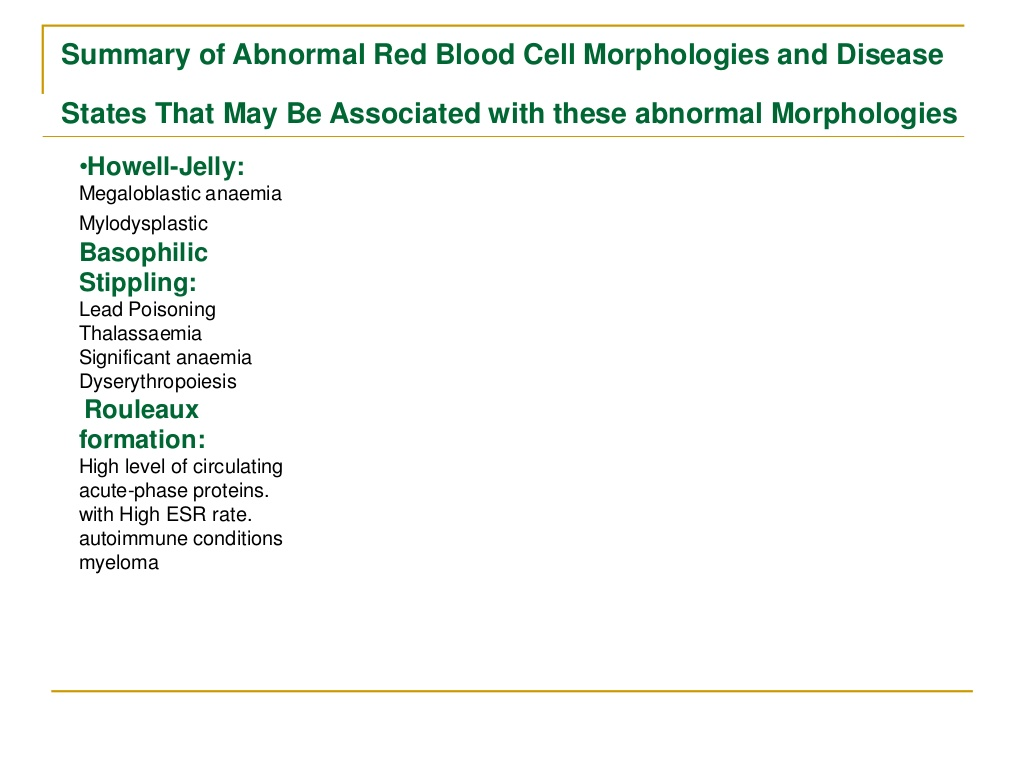 Summary of Abnormal Red Blood Cell Morphologies and Disease
States That May Be Associated with these abnormal Morphologies
•Howell-Jelly:
Megaloblastic anaemia
Mylodysplastic
Basophilic
Stippling:
Lead Poisoning
Thalassaemia
Significant anaemia
Dyserythropoiesis
Rouleaux
formation:
High level of circulating
acute-phase proteins.
with High ESR rate.
autoimmune conditions
myeloma